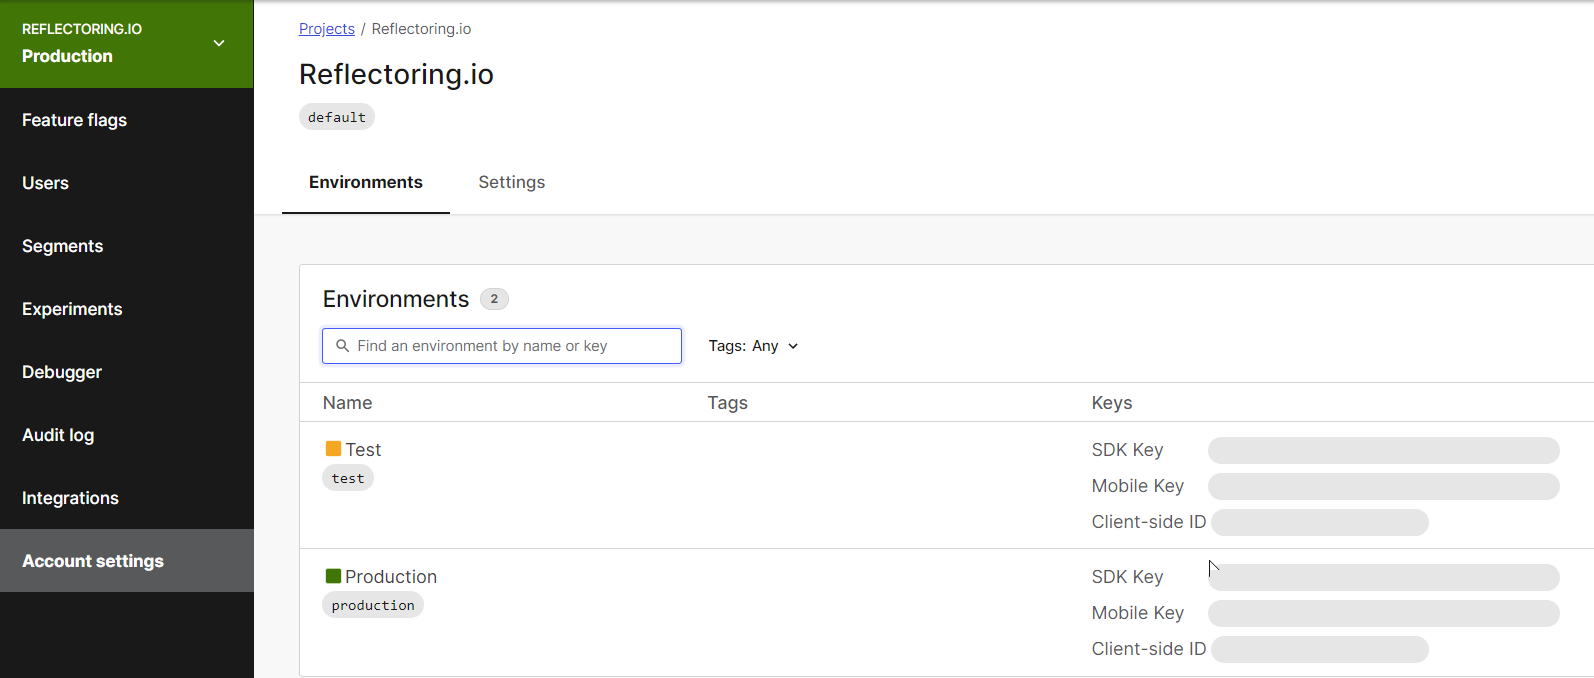 REFLECTORING.IO
Production
Feature flags
Users
Segments
Experiments
Debugger
Audit log
Integrations
Account settings
Projects / Reflectoring.io
Reflectoring.io
default
Environments Settings
Environments 2
Find an environment by name or key Tags: Any
Name Tags Keys
Test SDK Key
test Mobile Key
Client-side ID
Production SDK Key
production Mobile Key
Client-side ID